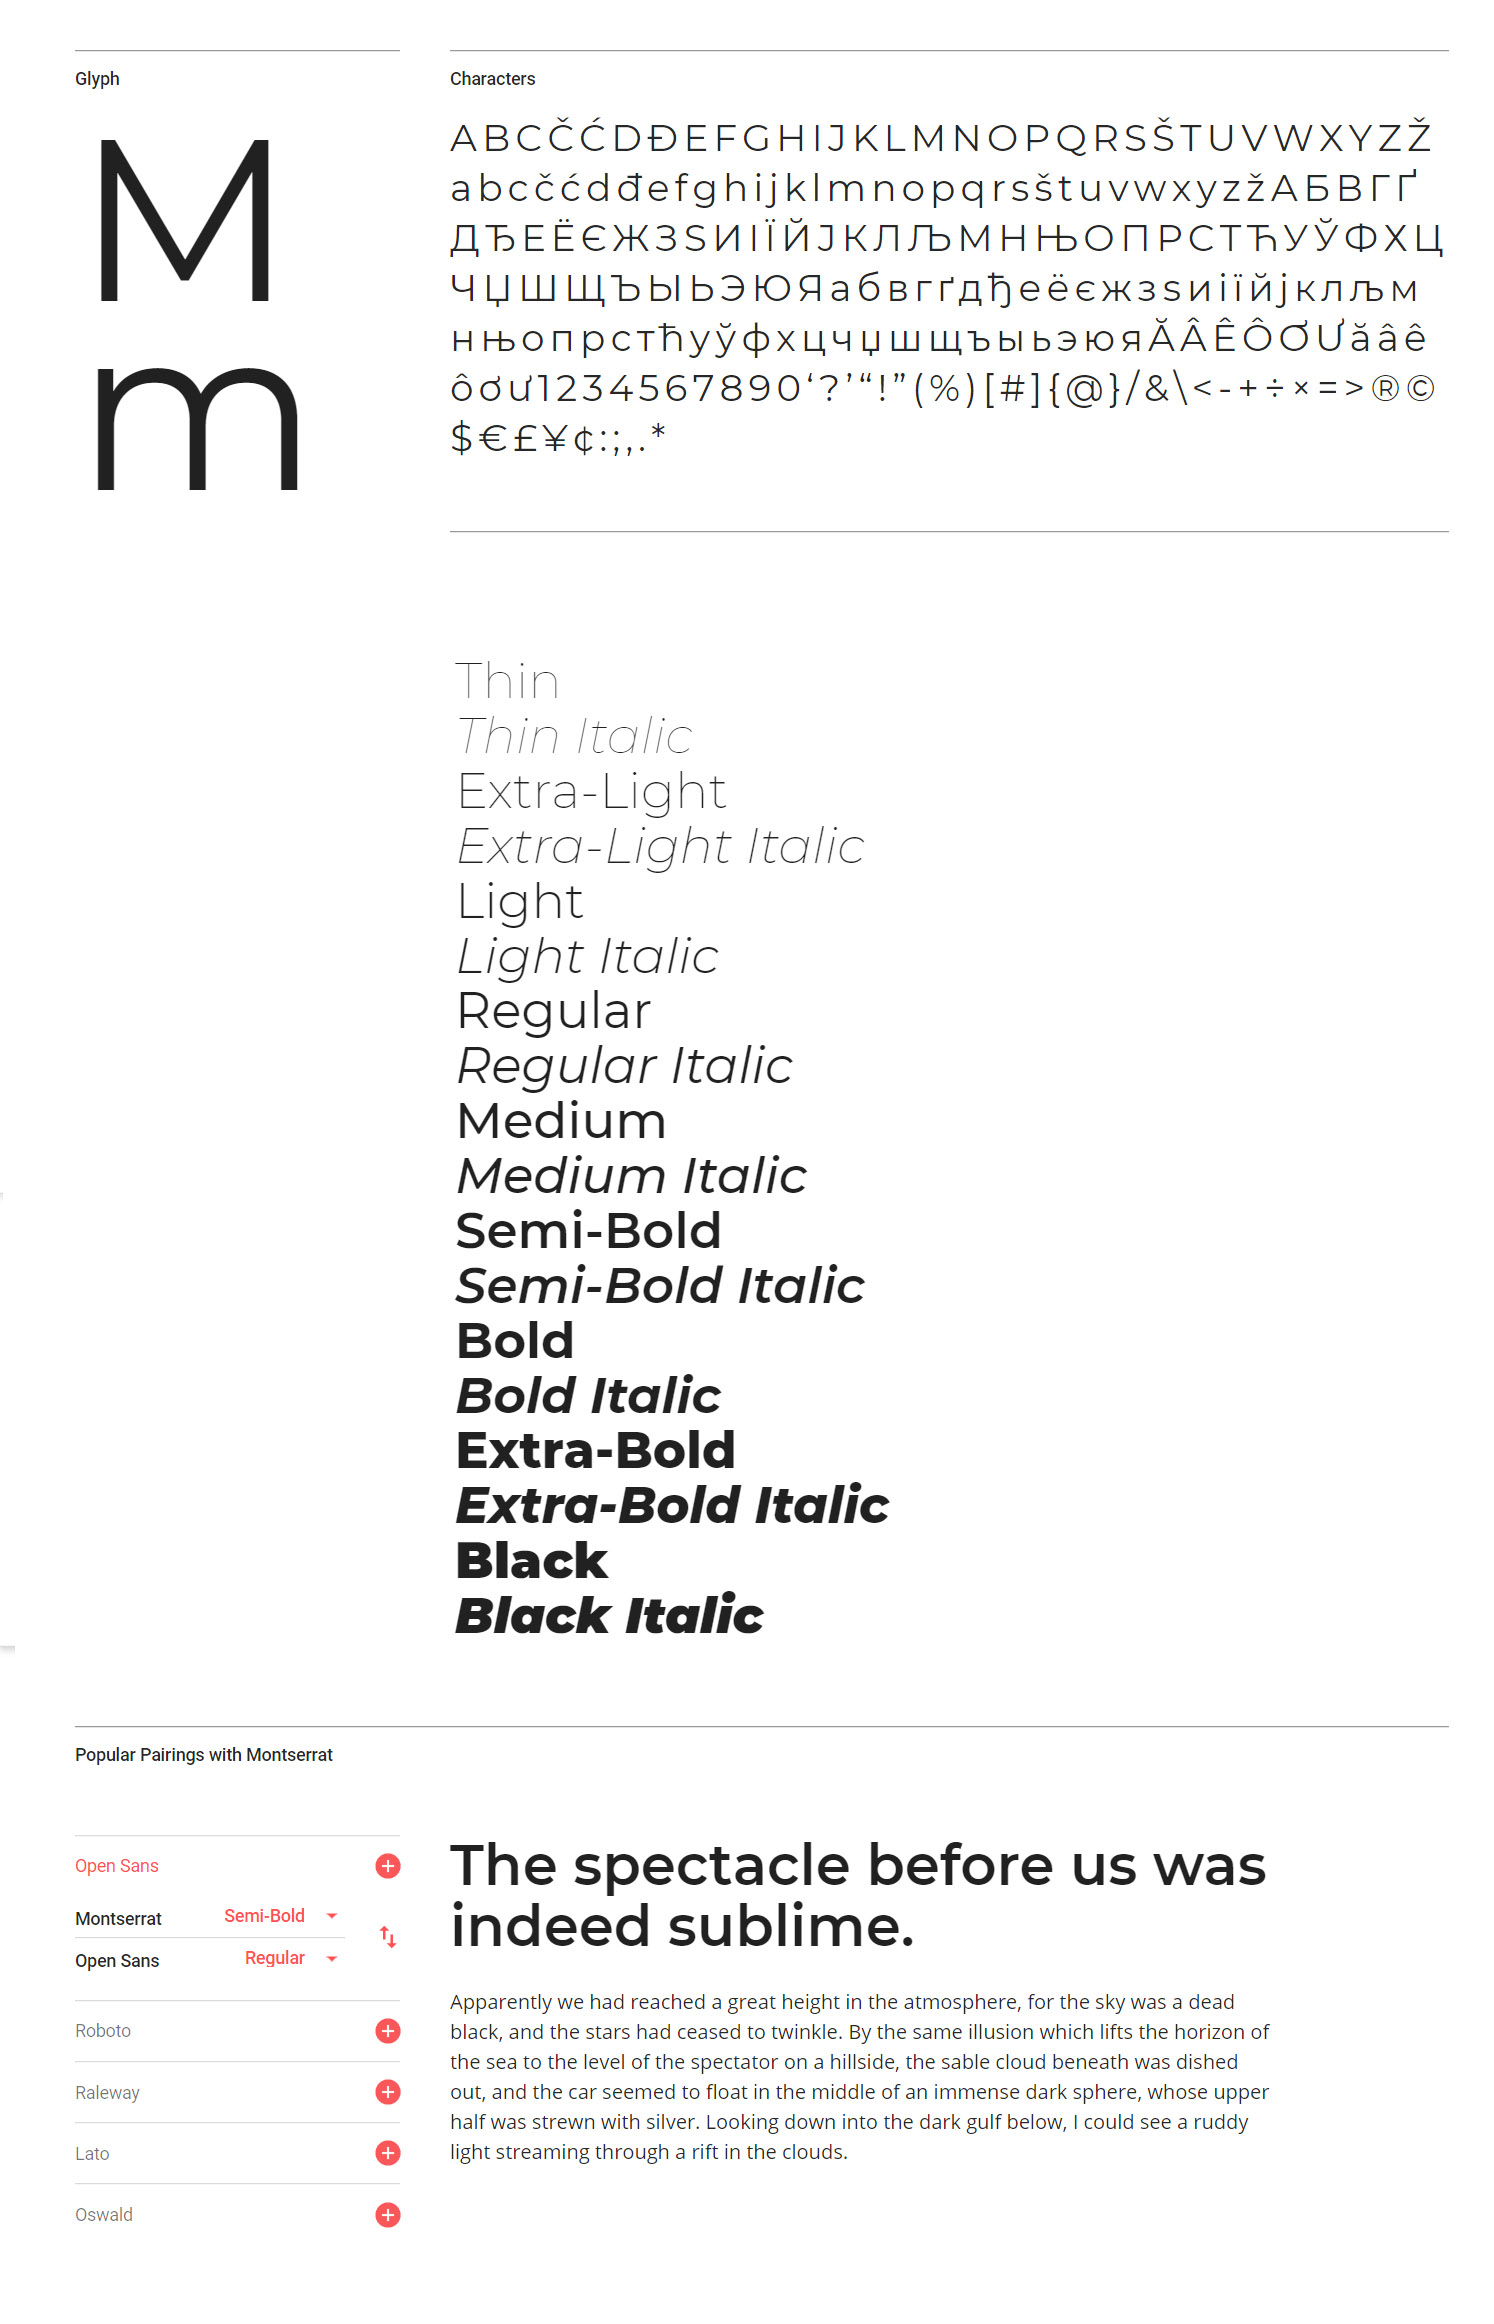 Glyph
Mm
Characters
ABCČĆDĐEFGHIJKLMNOPQRSŠTUVWXYZŽ
abcčćdđefghijklmnopqrsštuvwxyzžАБВГҐ
ДЂЕЁЄЖЗЅИІЇЙЈКЛЉМНЊОПРСТЋУЎФХЦ
ЧЏШЩЪЫЬЭЮЯабвгґдђеёєжзѕиіїйјклљм
нњопрстћуўфхцчџшщъыьэюяĂÂÊÔƠƯăâê
ôơư1234567890‘?’“!”(%)[#]{@}/&\<-+÷×=>®©
$€£¥¢:;,.*
Thin
Thin Italic
Extra-Light
Extra-Light Italic
Light
Light Italic
Regular
Regular Italic
Medium
Medium Italic
Semi-Bold
Semi-Bold Italic
Bold
Bold Italic
Extra-Bold
Extra-Bold Italic
Black
Black Italic
Popular Pairings with Montserrat
Open Sans
Montserrat Semi-Bold
Open Sans Regular
Roboto
Raleway
Lato
Oswald
The spectacle before us was
indeed sublime.
Apparently we had reached a great height in the atmosphere, for the sky was a dead
black, and the stars had ceased to twinkle. By the same illusion which lifts the horizon of
the sea to the level of the spectator on a hillside, the sable cloud beneath was dished
out, and the car seemed to float in the middle of an immense dark sphere, whose upper
half was strewn with silver. Looking down into the dark gulf below, I could see a ruddy
light streaming through a rift in the clouds.